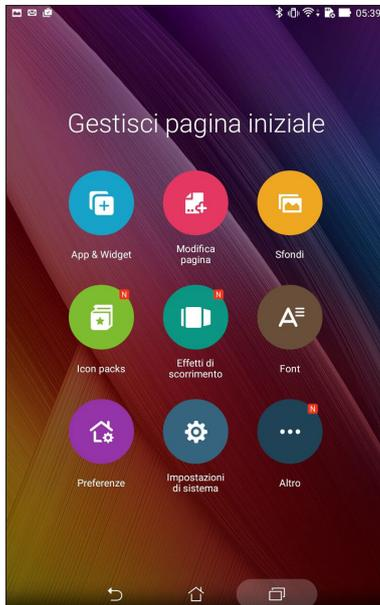 05:39
Gestisci pagina iniziale
App & Widget
Modifica
pagina
Sfondi
N
N
Icon packs
Effetti di
scorrimento
A
Font
N
Preferenze
Impostazioni
di sistema
Altro